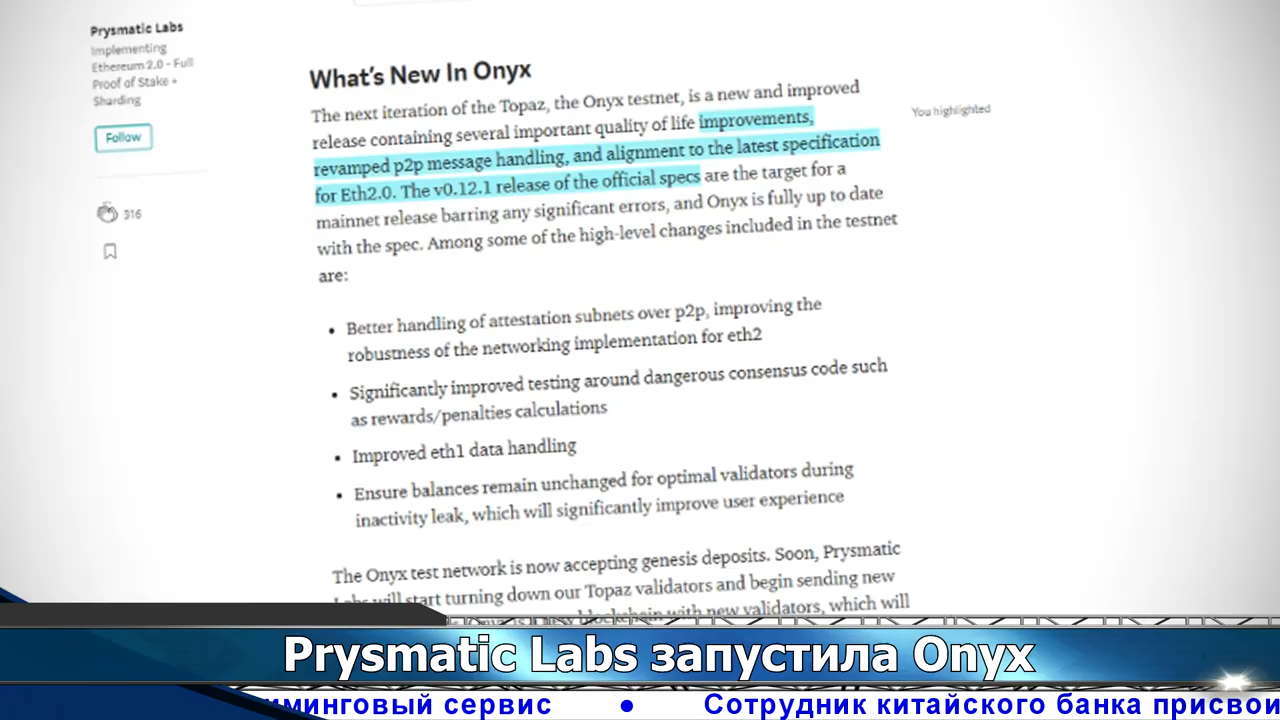 Prysmatic Labs
Implementing
Ethereum 2.0 - Full
Proof of Stake +
Sharding
Follow
316
What's New In Onyx
The next iteration of the Topaz, the Onyx testnet, is a new and improved
release containing several important quality of life improvements,
revamped p2p message handling, and alignment to the latest specification
for Eth2.0. The v0.12.1 release of the official specs are the target for a
mainnet release barring any significant errors, and Onyx is fully up to date
with the spec. Among some of the high-level changes included in the testnet
are:
You highlighted
• Better handling of attestation subnets over p2p, improving the
robustness of the networking implementation for eth2
• Significantly improved testing around dangerous consensus code such
as rewards/penalties calculations
• Improved eth1 data handling
• Ensure balances remain unchanged for optimal validators during
inactivity leak, which will significantly improve user experience
The Onyx test network is now accepting genesis deposits. Soon, Prysmatic
Labs will start turning down our Topaz validators and begin sending new
blockchain with new validators, which will
Prysmatic Labs запустила Onyx
иминговый сервис • Сотрудник китайского банка присвои